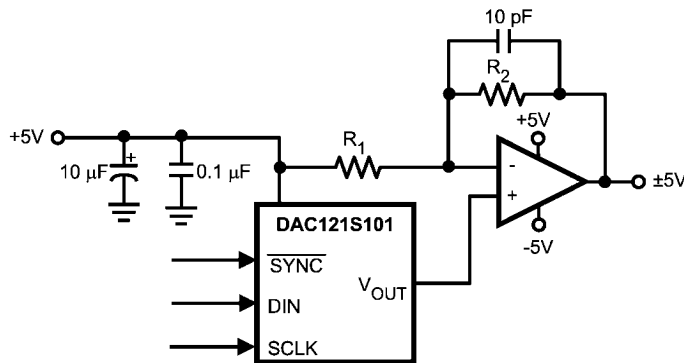 10 pF
R2
+5V
R1
+5V
10 μF
+
0.1 μF
-
+
±5V
-5V
DAC121S101
SYNC
VOUT
DIN
SCLK